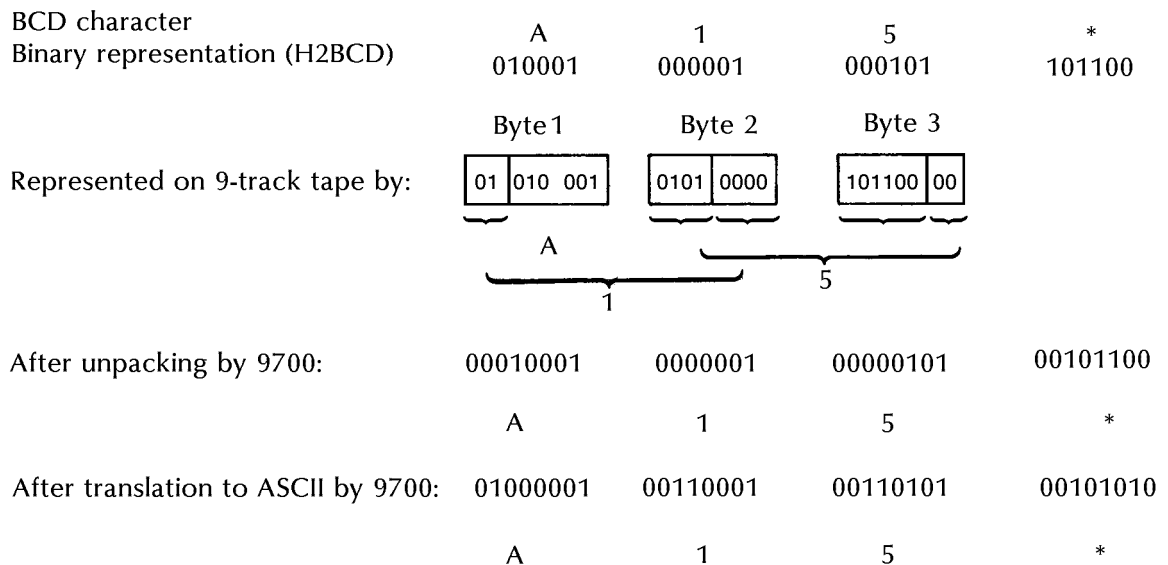 BCD character A 1 5 *
Binary representation (H2BCD) 010001 000001 000101 101100
Byte 1 Byte 2 Byte 3
Represented on 9-track tape by: 01 010 001 0101 0000 101100 00
A
5
1
After unpacking by 9700: 00010001 0000001 00000101 00101100
A 1 5 *
After translation to ASCII by 9700: 01000001 00110001 00110101 00101010
A 1 5 *